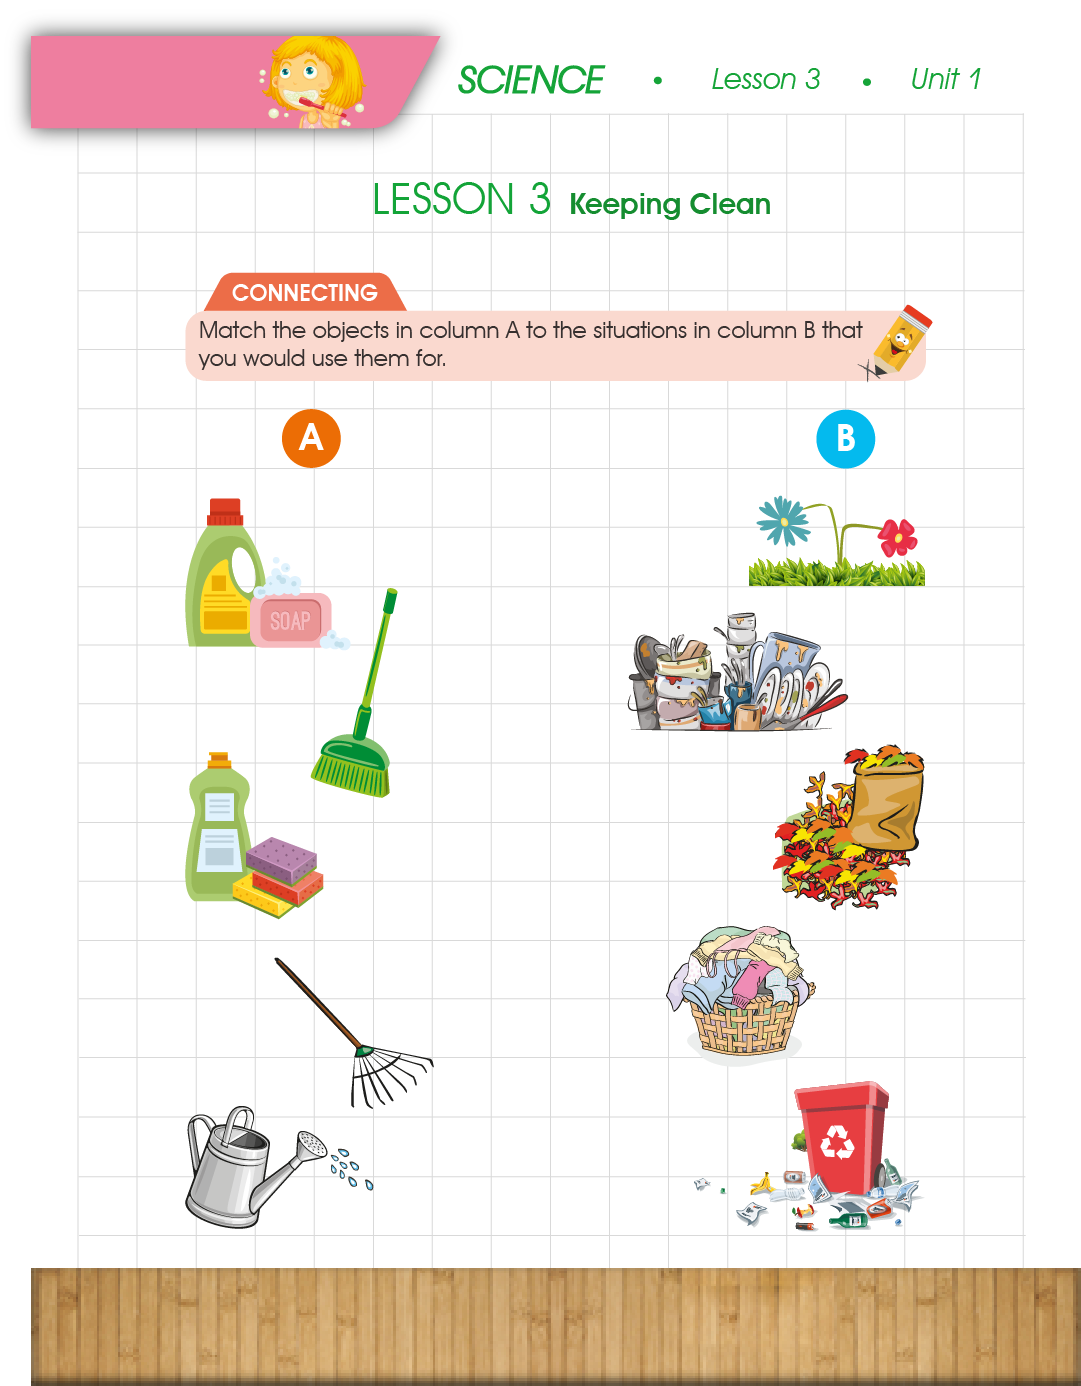 SCIENCE • Lesson 3 • Unit 1
LESSON 3 Keeping Clean
CONNECTING
Match the objects in column A to the situations in column B that
you would use them for.
A
B
SOAP